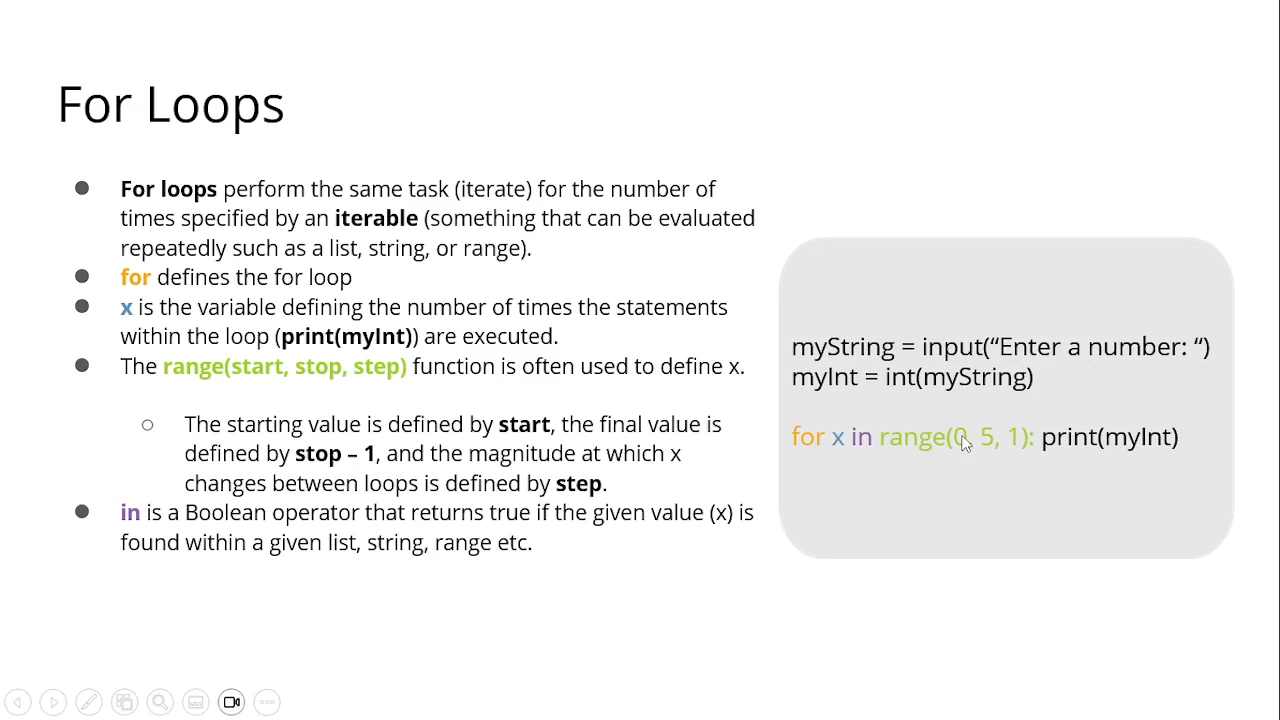 For Loops
● For loops perform the same task (iterate) for the number of
times specified by an iterable (something that can be evaluated
repeatedly such as a list, string, or range).
● for defines the for loop
● x is the variable defining the number of times the statements
within the loop (print(myInt)) are executed.
● The range(start, stop, step) function is often used to define x.
○ The starting value is defined by start, the final value is
defined by stop – 1, and the magnitude at which x
changes between loops is defined by step.
● in is a Boolean operator that returns true if the given value (x) is
found within a given list, string, range etc.
myString = input(“Enter a number: “)
myInt = int(myString)
for x in range(0, 5, 1): print(myInt)